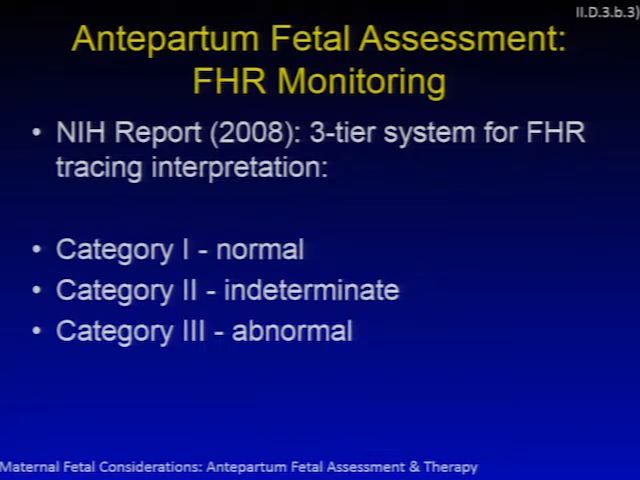 II.D.3.b.3)
Antepartum Fetal Assessment:
FHR Monitoring
• NIH Report (2008): 3-tier system for FHR
tracing interpretation:
• Category I - normal
• Category II - indeterminate
• Category III - abnormal
Maternal Fetal Considerations: Antepartum Fetal Assessment & Therapy